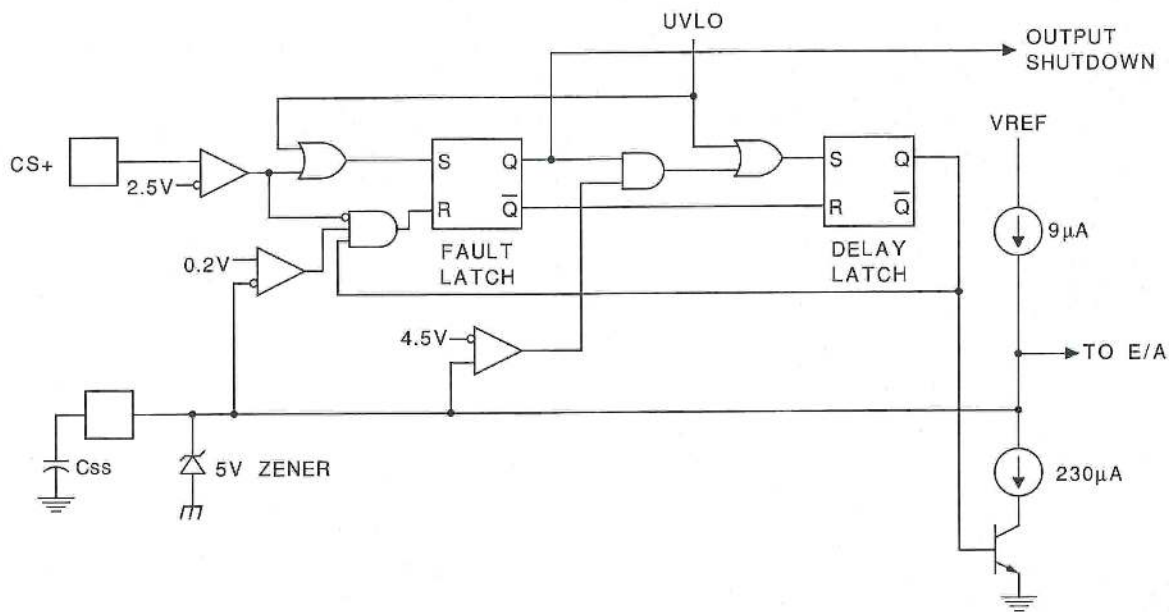 UVLO
OUTPUT
SHUTDOWN
VREF
CS+
2.5V
S
Q
R
Q̅
FAULT
LATCH
S
Q
R
Q̅
DELAY
LATCH
9μA
0.2V
4.5V
TO E/A
Css
5V ZENER
230μA